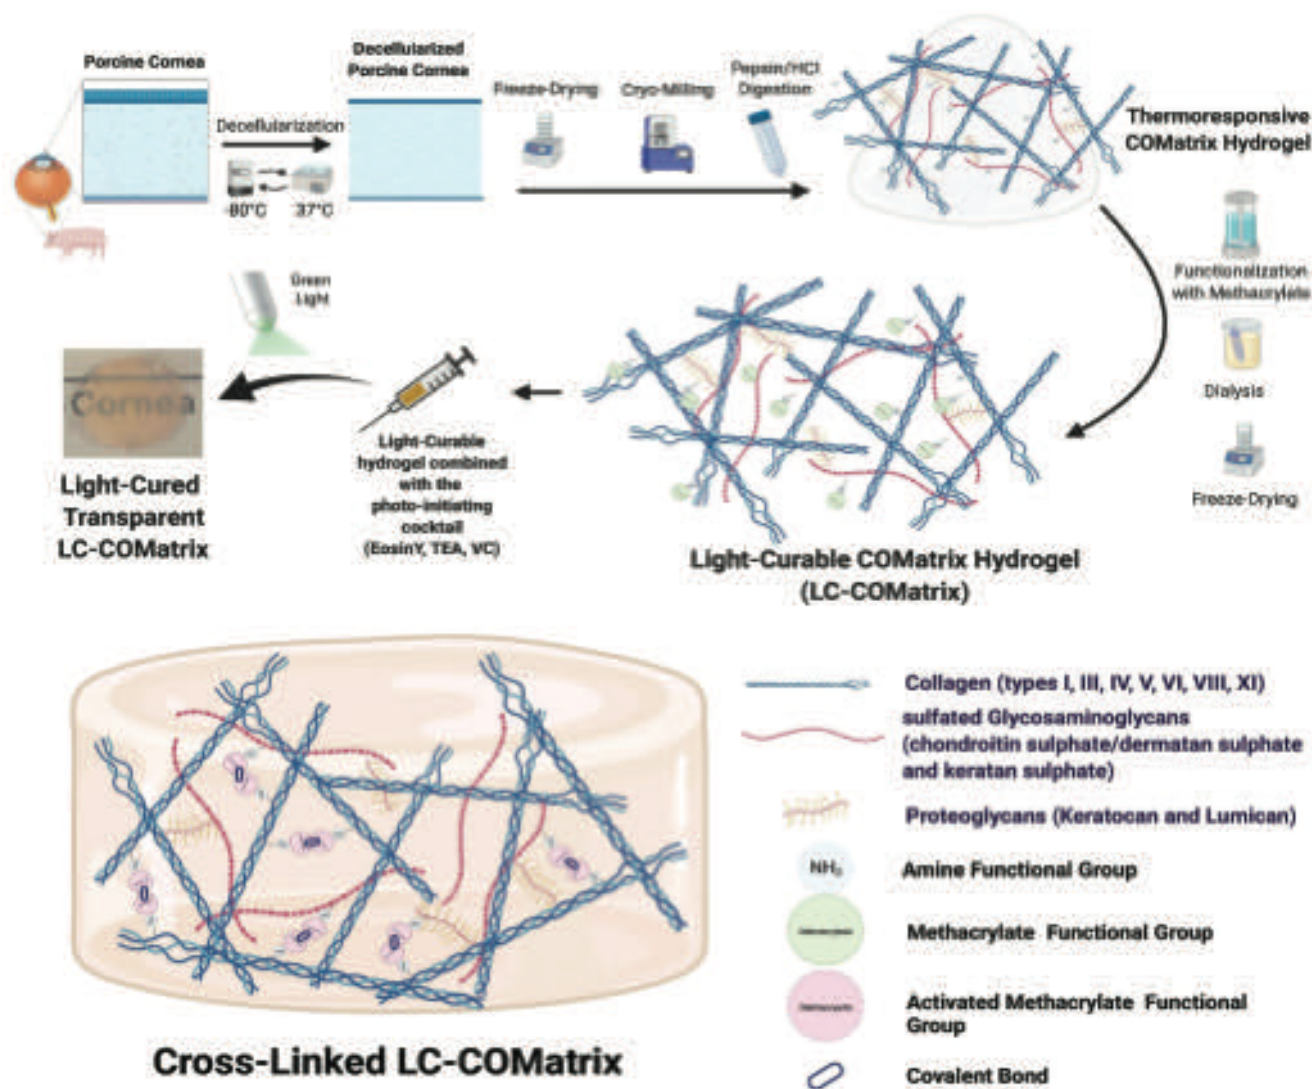 Porcine Cornea
Decellularized
Porcine Cornea
Decellularization
-80°C
37°C
Freeze-Drying
Cryo-Milling
Pepsin/HCl
Digestion
Thermoresponsive
COMatrix Hydrogel
Functionalization
with Methacrylate
Dialysis
Freeze-Drying
Green
Light
Cornea
Light-Cured
Transparent
LC-COMatrix
Light-Curable
hydrogel combined
with the
photo-initiating
cocktail
(EosinY, TEA, VC)
Light-Curable COMatrix Hydrogel
(LC-COMatrix)
Collagen (types I, III, IV, V, VI, VIII, XI)
sulfated Glycosaminoglycans
(chondroitin sulphate/dermatan sulphate
and keratan sulphate)
Proteoglycans (Keratocan and Lumican)
NH₂
Amine Functional Group
Methacrylate Functional Group
Activated Methacrylate Functional
Group
Covalent Bond
Cross-Linked LC-COMatrix